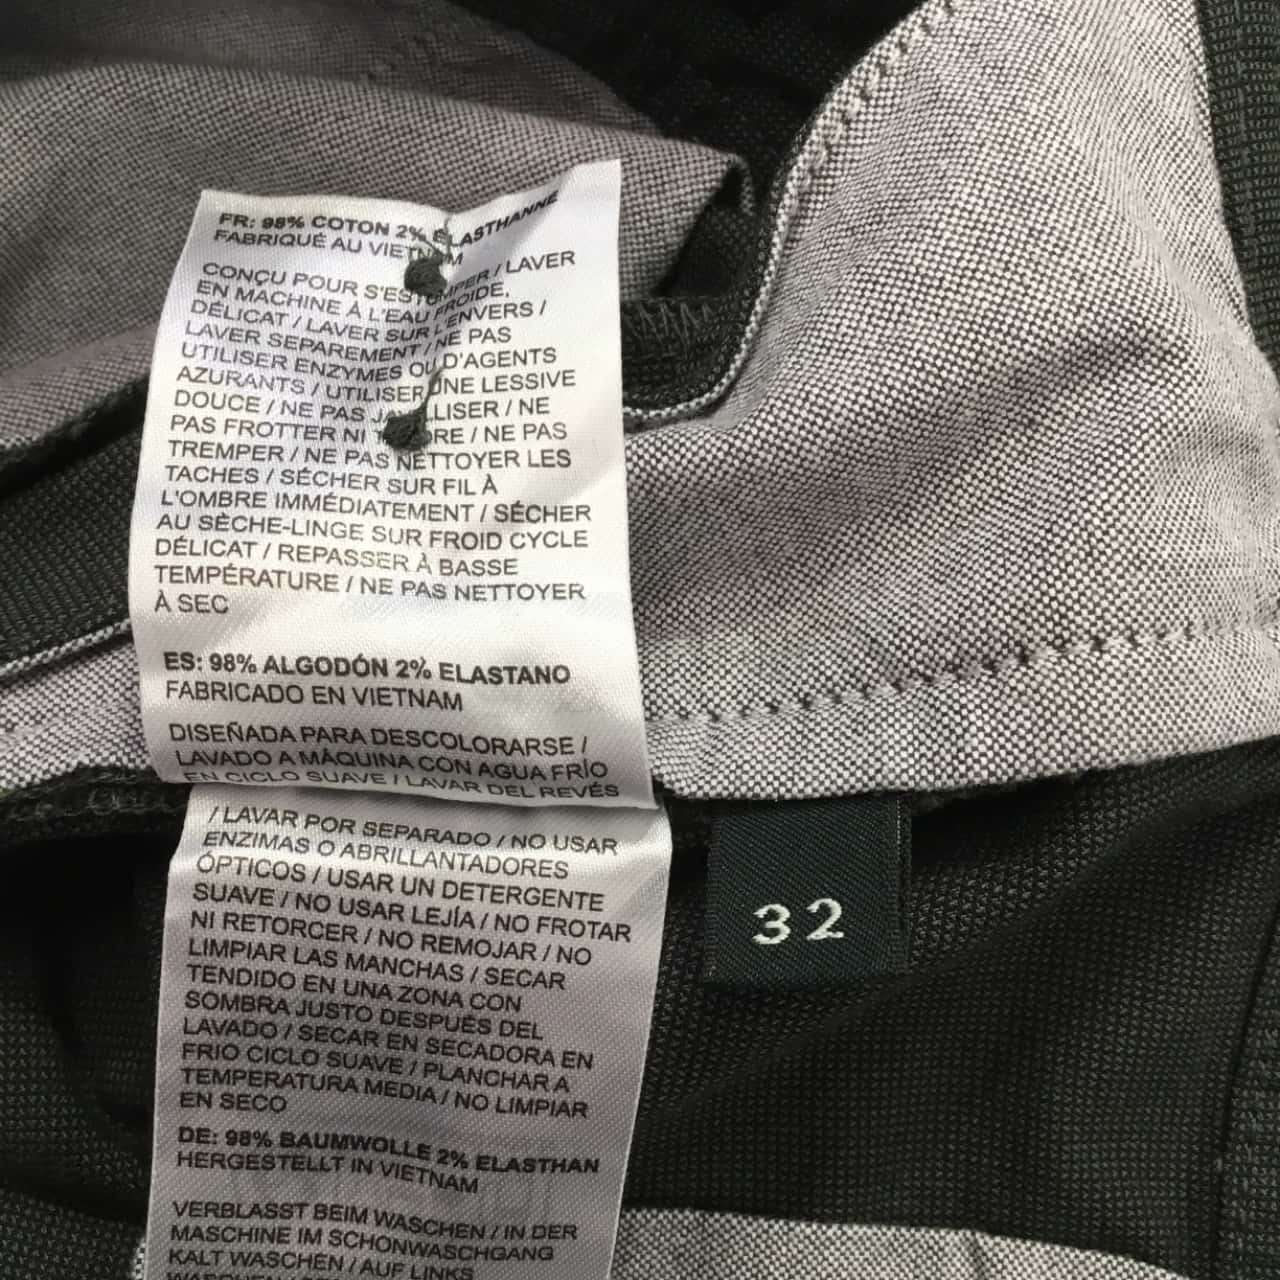 FR: 98% COTON 2% ÉLASTHANNE
FABRIQUÉ AU VIETNAM
CONÇU POUR S'ESTOMPER / LAVER
EN MACHINE À L'EAU FROIDE,
DÉLICAT / LAVER SUR L'ENVERS /
LAVER SEPAREMENT / NE PAS
UTILISER ENZYMES OU D'AGENTS
AZURANTS / UTILISER UNE LESSIVE
DOUCE / NE PAS JAVELLISER / NE
PAS FROTTER NI TORDRE / NE PAS
TREMPER / NE PAS NETTOYER LES
TACHES / SÉCHER SUR FIL À
L'OMBRE IMMÉDIATEMENT / SÉCHER
AU SÈCHE-LINGE SUR FROID CYCLE
DÉLICAT / REPASSER À BASSE
TEMPÉRATURE / NE PAS NETTOYER
À SEC
ES: 98% ALGODÓN 2% ELASTANO
FABRICADO EN VIETNAM
DISEÑADA PARA DESCOLORARSE /
LAVADO A MÁQUINA CON AGUA FRÍO
EN CICLO SUAVE / LAVAR DEL REVÉS
/ LAVAR POR SEPARADO / NO USAR
ENZIMAS O ABRILLANTADORES
ÓPTICOS / USAR UN DETERGENTE
SUAVE / NO USAR LEJÍA / NO FROTAR
NI RETORCER / NO REMOJAR / NO
LIMPIAR LAS MANCHAS / SECAR
TENDIDO EN UNA ZONA CON
SOMBRA JUSTO DESPUÉS DEL
LAVADO / SECAR EN SECADORA EN
FRIO CICLO SUAVE / PLANCHAR A
TEMPERATURA MEDIA / NO LIMPIAR
EN SECO
DE: 98% BAUMWOLLE 2% ELASTHAN
HERGESTELLT IN VIETNAM
VERBLASST BEIM WASCHEN / IN DER
MASCHINE IM SCHONWASCHGANG
KALT WASCHEN / AUF LINKS
32